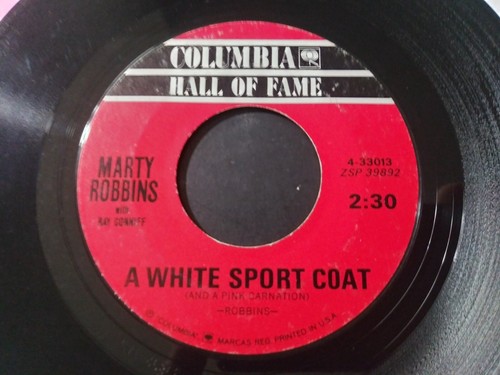 COLUMBIA
HALL OF FAME
MARTY
ROBBINS
with
RAY CONNIFF
4-33013
ZSP 39892
2:30
A WHITE SPORT COAT
(AND A PINK CARNATION)
—ROBBINS—
"COLUMBIA" MARCAS REG. PRINTED IN U.S.A.